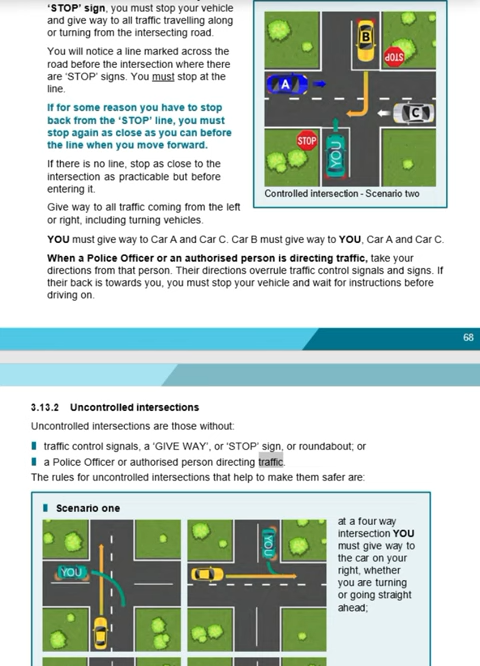 'STOP' sign, you must stop your vehicle
and give way to all traffic travelling along
or turning from the intersecting road.
You will notice a line marked across the
road before the intersection where there
are 'STOP' signs. You must stop at the
line.
If for some reason you have to stop
back from the 'STOP' line, you must
stop again as close as you can before
the line when you move forward.
If there is no line, stop as close to the
intersection as practicable but before
entering it.
Give way to all traffic coming from the left
or right, including turning vehicles.
B
STOP
A
C
STOP
YOU
Controlled intersection - Scenario two
YOU must give way to Car A and Car C. Car B must give way to YOU, Car A and Car C.
When a Police Officer or an authorised person is directing traffic, take your
directions from that person. Their directions overrule traffic control signals and signs. If
their back is towards you, you must stop your vehicle and wait for instructions before
driving on.
68
3.13.2 Uncontrolled intersections
Uncontrolled intersections are those without:
traffic control signals, a 'GIVE WAY', or 'STOP' sign, or roundabout; or
a Police Officer or authorised person directing traffic.
The rules for uncontrolled intersections that help to make them safer are:
Scenario one
YOU
YOU
at a four way
intersection YOU
must give way to
the car on your
right, whether
you are turning
or going straight
ahead;